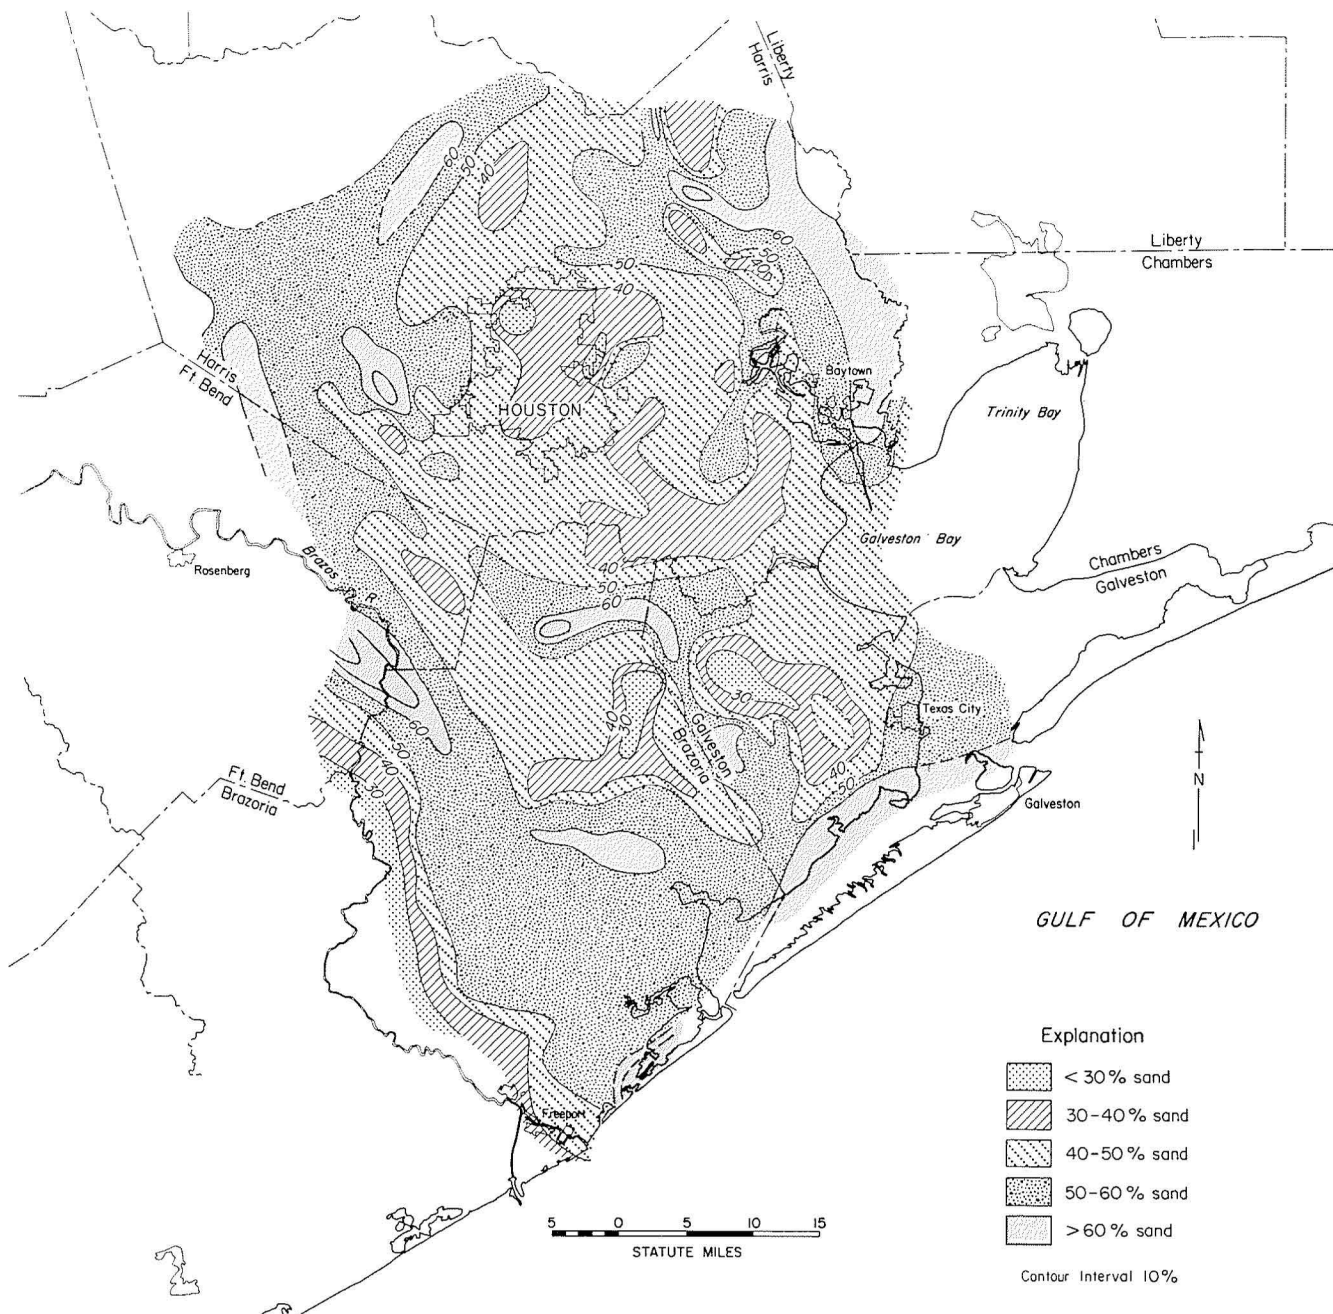 Liberty
Harris
60
50
40
Liberty
Chambers
60
50
50
50
40
Harris
Ft. Bend
Baytown
HOUSTON
Trinity Bay
Galveston Bay
Chambers
Galveston
Rosenberg
Brazos
R.
40
50
60
30
40
30
Galveston
Brazoria
Texas City
60
50
40
30
40
50
Ft. Bend
Brazoria
N
Galveston
GULF OF MEXICO
Freeport
Explanation
< 30 % sand
30-40 % sand
40-50 % sand
50-60 % sand
> 60 % sand
Contour Interval 10%
5 0 5 10 15
STATUTE MILES